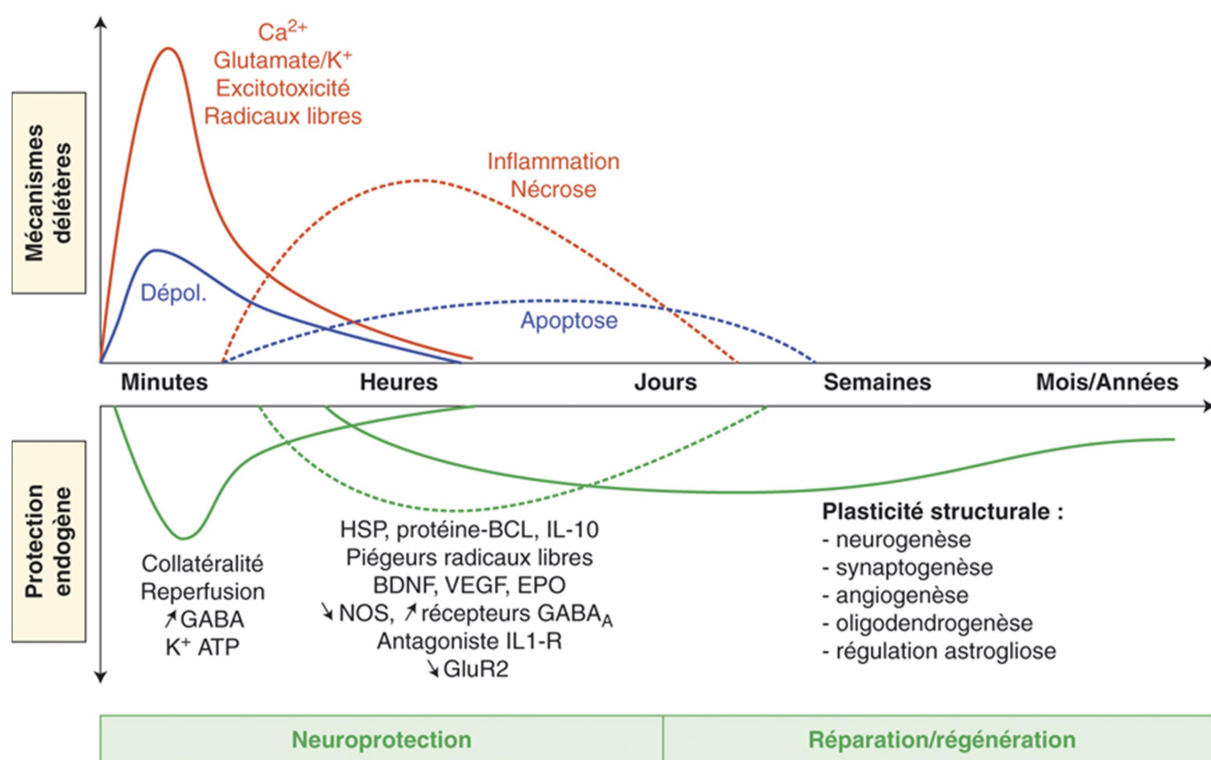 Mécanismes
délétères
Ca²⁺
Glutamate/K⁺
Excitotoxicité
Radicaux libres
Inflammation
Nécrose
Dépol.
Apoptose
Minutes
Heures
Jours
Semaines
Mois/Années
Protection
endogène
Collatéralité
Reperfusion
↗GABA
K⁺ ATP
HSP, protéine-BCL, IL-10
Piégeurs radicaux libres
BDNF, VEGF, EPO
↘NOS, ↗récepteurs GABA_A
Antagoniste IL1-R
↘GluR2
Plasticité structurale :
- neurogenèse
- synaptogenèse
- angiogenèse
- oligodendrogenèse
- régulation astrogliose
Neuroprotection
Réparation/régénération